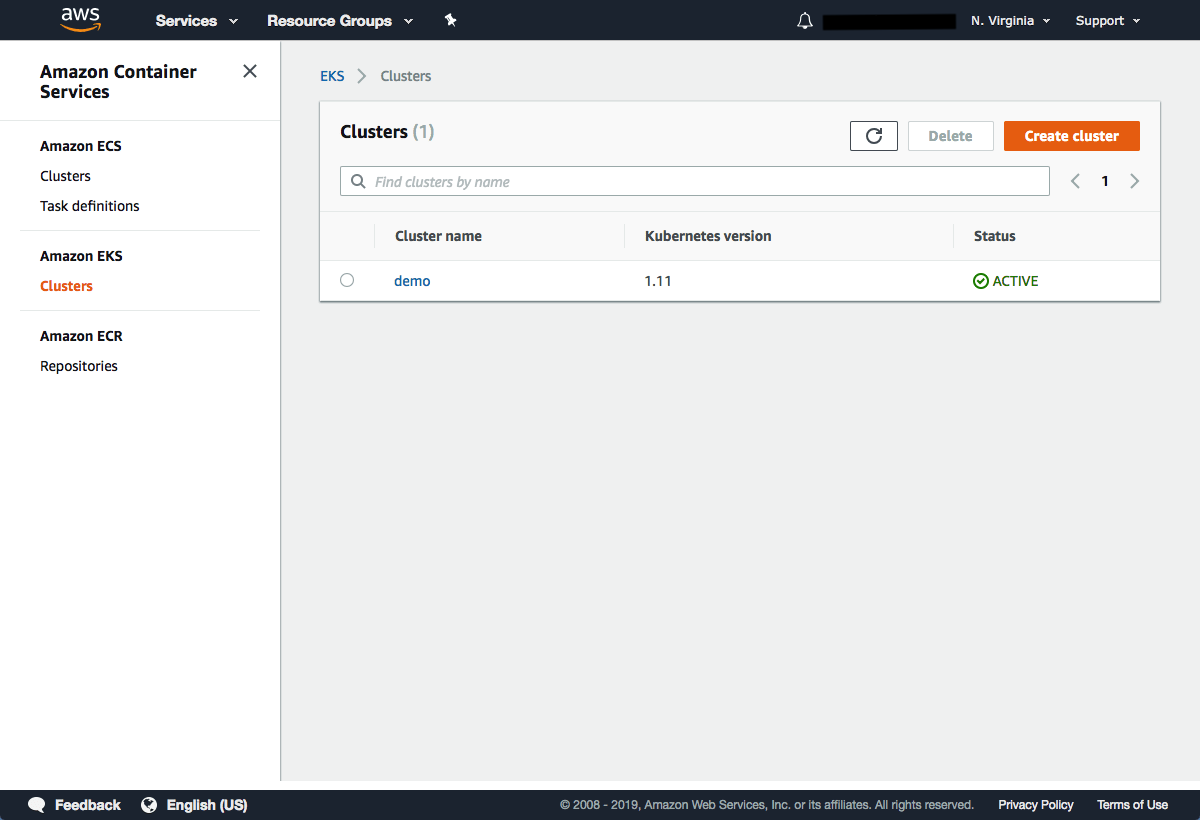 aws Services Resource Groups N. Virginia Support
Amazon Container
Services
Amazon ECS
Clusters
Task definitions
Amazon EKS
Clusters
Amazon ECR
Repositories
EKS Clusters
Clusters (1)
Delete Create cluster
Find clusters by name 1
Cluster name Kubernetes version Status
demo 1.11 ACTIVE
Feedback English (US) © 2008 - 2019, Amazon Web Services, Inc. or its affiliates. All rights reserved. Privacy Policy Terms of Use